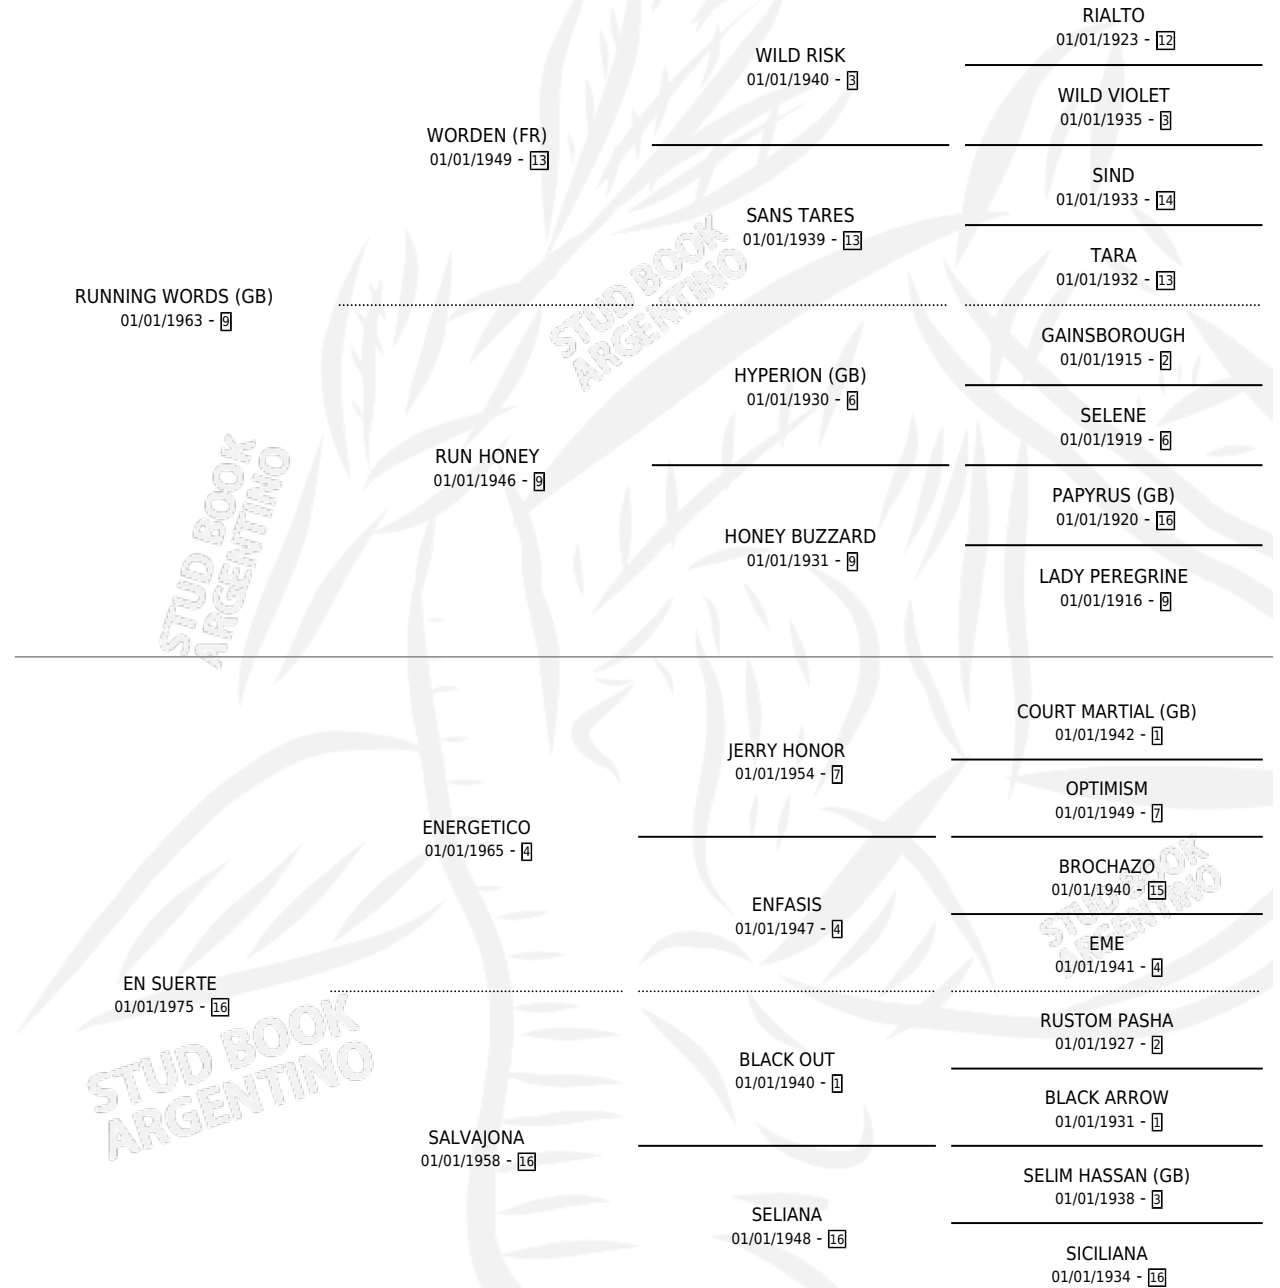 RIALTO
01/01/1923 - 12
WILD RISK
01/01/1940 - 3
WILD VIOLET
01/01/1935 - 3
WORDEN (FR)
01/01/1949 - 13
SIND
01/01/1933 - 14
SANS TARES
01/01/1939 - 13
TARA
01/01/1932 - 13
RUNNING WORDS (GB)
01/01/1963 - 9
GAINSBOROUGH
01/01/1915 - 2
HYPERION (GB)
01/01/1930 - 6
SELENE
01/01/1919 - 6
RUN HONEY
01/01/1946 - 9
PAPYRUS (GB)
01/01/1920 - 16
HONEY BUZZARD
01/01/1931 - 9
LADY PEREGRINE
01/01/1916 - 9
STUD BOOK
ARGENTINO
STUD BOOK
ARGENTINO
COURT MARTIAL (GB)
01/01/1942 - 1
JERRY HONOR
01/01/1954 - 7
OPTIMISM
01/01/1949 - 7
ENERGETICO
01/01/1965 - 4
BROCHAZO
01/01/1940 - 15
ENFASIS
01/01/1947 - 4
EME
01/01/1941 - 4
EN SUERTE
01/01/1975 - 16
RUSTOM PASHA
01/01/1927 - 2
BLACK OUT
01/01/1940 - 1
BLACK ARROW
01/01/1931 - 1
SALVAJONA
01/01/1958 - 16
SELIM HASSAN (GB)
01/01/1938 - 3
SELIANA
01/01/1948 - 16
SICILIANA
01/01/1934 - 16
STUD BOOK
ARGENTINO
STUD BOOK
ARGENTINO